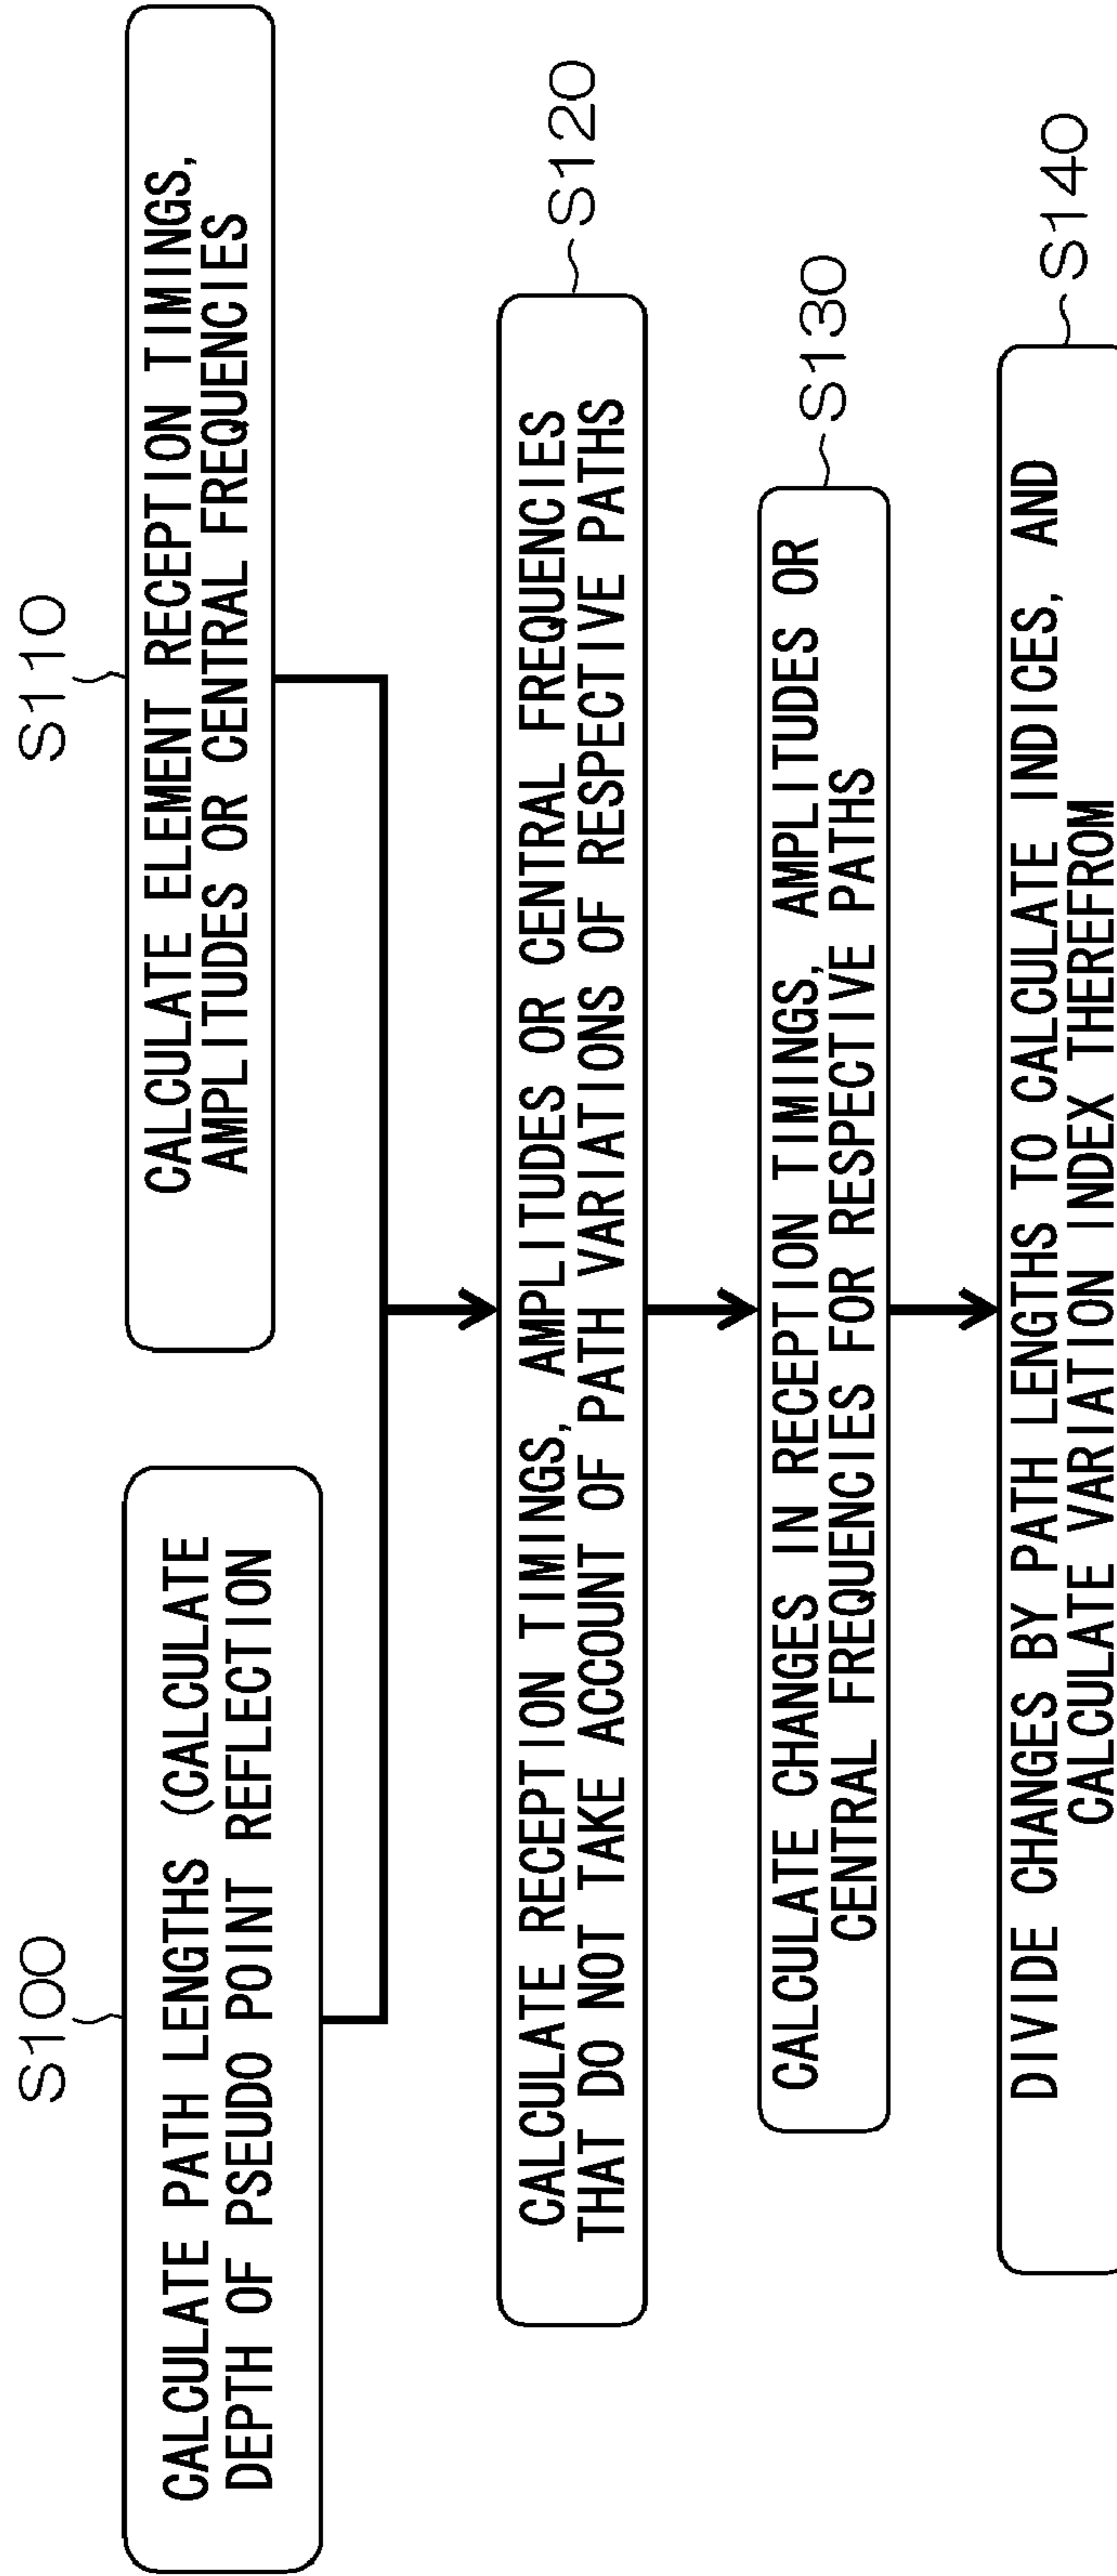 S100
CALCULATE PATH LENGTHS (CALCULATE
DEPTH OF PSEUDO POINT REFLECTION
S110
CALCULATE ELEMENT RECEPTION TIMINGS,
AMPLITUDES OR CENTRAL FREQUENCIES
CALCULATE RECEPTION TIMINGS, AMPLITUDES OR CENTRAL FREQUENCIES
THAT DO NOT TAKE ACCOUNT OF PATH VARIATIONS OF RESPECTIVE PATHS
S120
CALCULATE CHANGES IN RECEPTION TIMINGS, AMPLITUDES OR
CENTRAL FREQUENCIES FOR RESPECTIVE PATHS
S130
DIVIDE CHANGES BY PATH LENGTHS TO CALCULATE INDICES, AND
CALCULATE VARIATION INDEX THEREFROM
S140